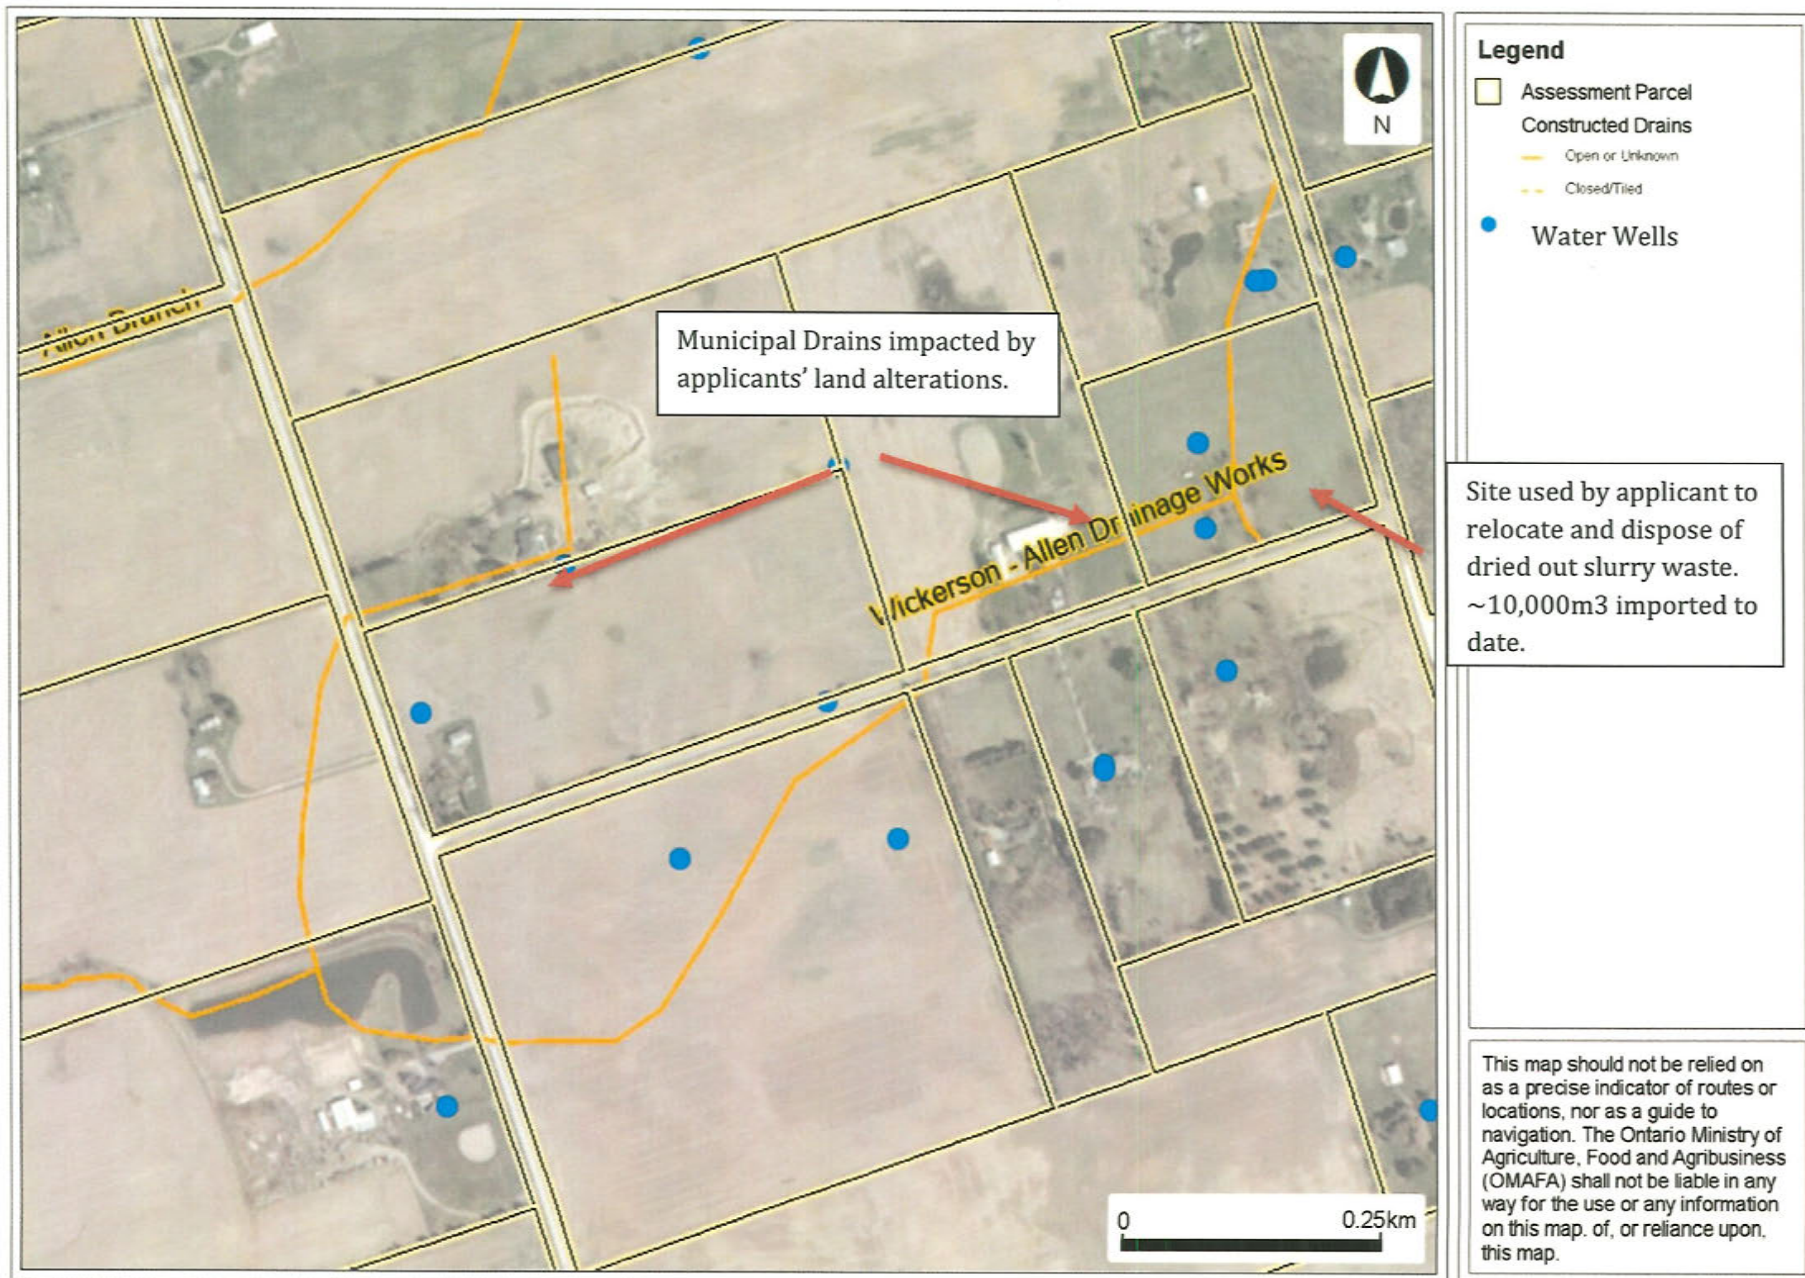 N
Allen Branch
Municipal Drains impacted by
applicants’ land alterations.
Wickerson - Allen Drainage Works
0
0.25km
Legend
Assessment Parcel
Constructed Drains
Open or Unknown
Closed/Tiled
Water Wells
Site used by applicant to
relocate and dispose of
dried out slurry waste.
~10,000m3 imported to
date.
This map should not be relied on
as a precise indicator of routes or
locations, nor as a guide to
navigation. The Ontario Ministry of
Agriculture, Food and Agribusiness
(OMAFA) shall not be liable in any
way for the use or any information
on this map. of, or reliance upon,
this map.